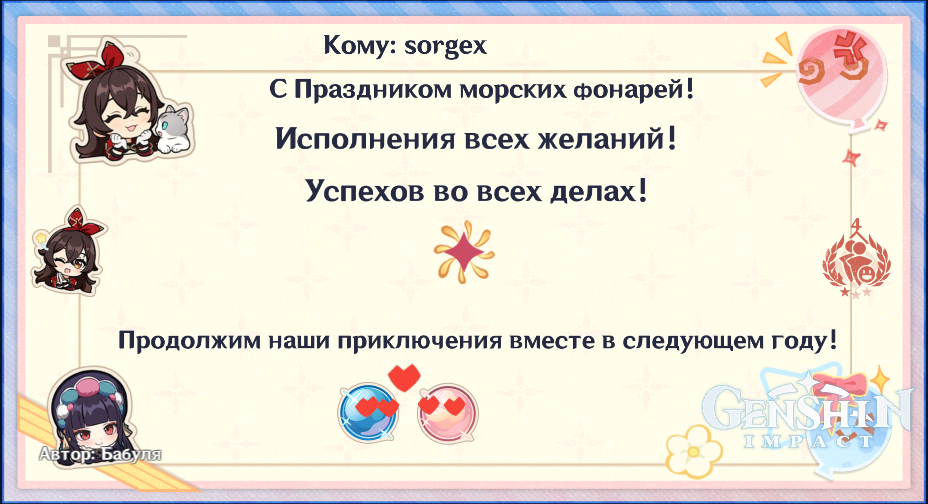 Кому: sorgex
С Праздником морских фонарей!
Исполнения всех желаний!
Успехов во всех делах!
4
Продолжим наши приключения вместе в следующем году!
GENSHIN
IMPACT
Автор: Бабуля